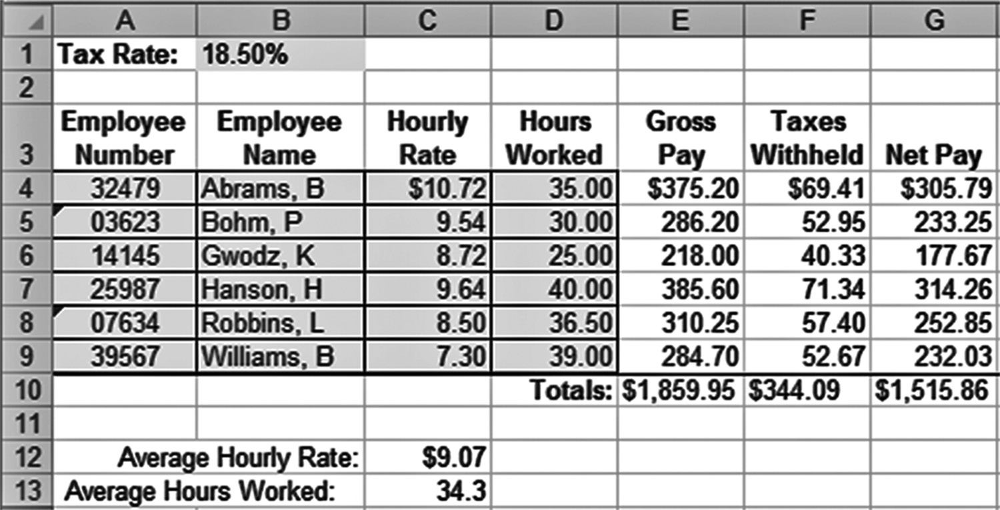 A B C D E F G
1 Tax Rate: 18.50%
2
Employee Employee Hourly Hours Gross Taxes
3 Number Name Rate Worked Pay Withheld Net Pay
4 32479 Abrams, B $10.72 35.00 $375.20 $69.41 $305.79
5 03623 Bohm, P 9.54 30.00 286.20 52.95 233.25
6 14145 Gwodz, K 8.72 25.00 218.00 40.33 177.67
7 25987 Hanson, H 9.64 40.00 385.60 71.34 314.26
8 07634 Robbins, L 8.50 36.50 310.25 57.40 252.85
9 39567 Williams, B 7.30 39.00 284.70 52.67 232.03
10 Totals: $1,859.95 $344.09 $1,515.86
11
12 Average Hourly Rate: $9.07
13 Average Hours Worked: 34.3